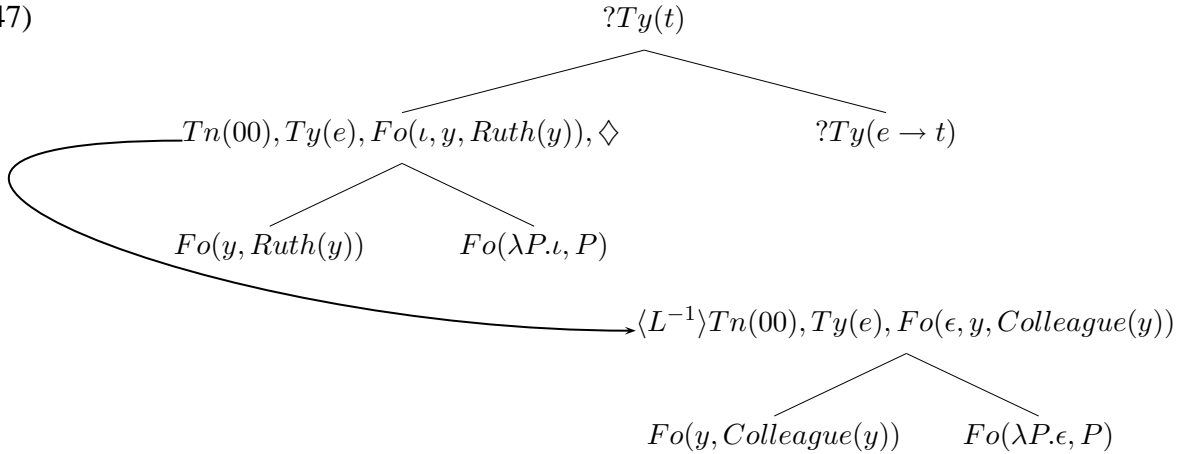 47) ?Ty(t)
Tn(00), Ty(e), Fo(ι, y, Ruth(y)), ♢ ?Ty(e → t)
Fo(y, Ruth(y)) Fo(λP.ι, P)
⟨L⁻¹⟩Tn(00), Ty(e), Fo(ϵ, y, Colleague(y))
Fo(y, Colleague(y)) Fo(λP.ϵ, P)